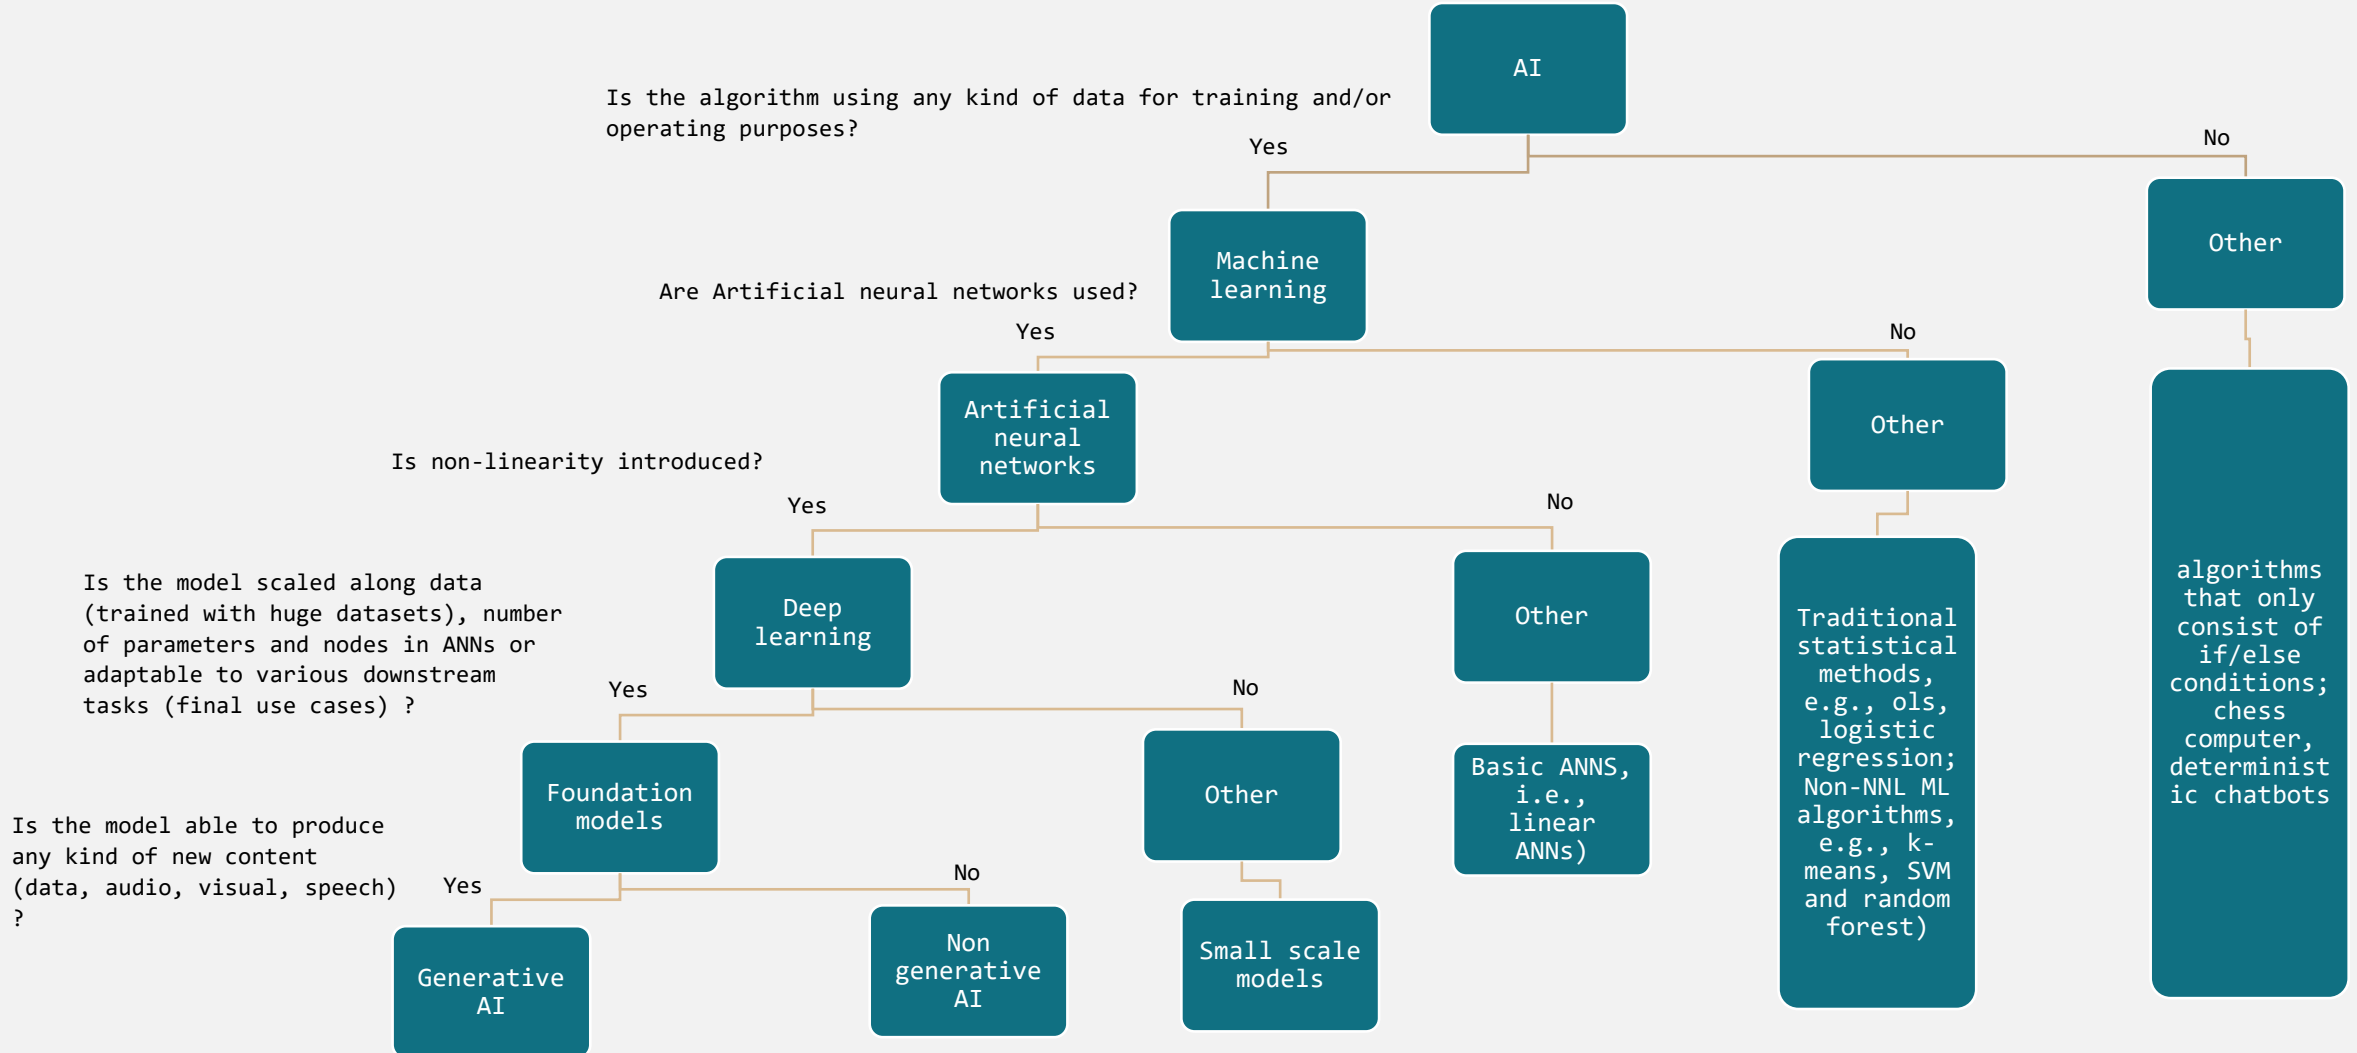 AI
Is the algorithm using any kind of data for training and/or
operating purposes?
Yes
No
Machine
learning
Other
Are Artificial neural networks used?
Yes
No
Artificial
neural
networks
Other
Is non-linearity introduced?
Yes
No
Deep
learning
Other
Is the model scaled along data
(trained with huge datasets), number
of parameters and nodes in ANNs or
adaptable to various downstream
tasks (final use cases) ?
Yes
No
Foundation
models
Other
Basic ANNS,
i.e.,
linear
ANNs)
Traditional
statistical
methods,
e.g., ols,
logistic
regression;
Non-NNL ML
algorithms,
e.g., k-
means, SVM
and random
forest)
algorithms
that only
consist of
if/else
conditions;
chess
computer,
determinist
ic chatbots
Is the model able to produce
any kind of new content
(data, audio, visual, speech)
?
Yes
No
Generative
AI
Non
generative
AI
Small scale
models